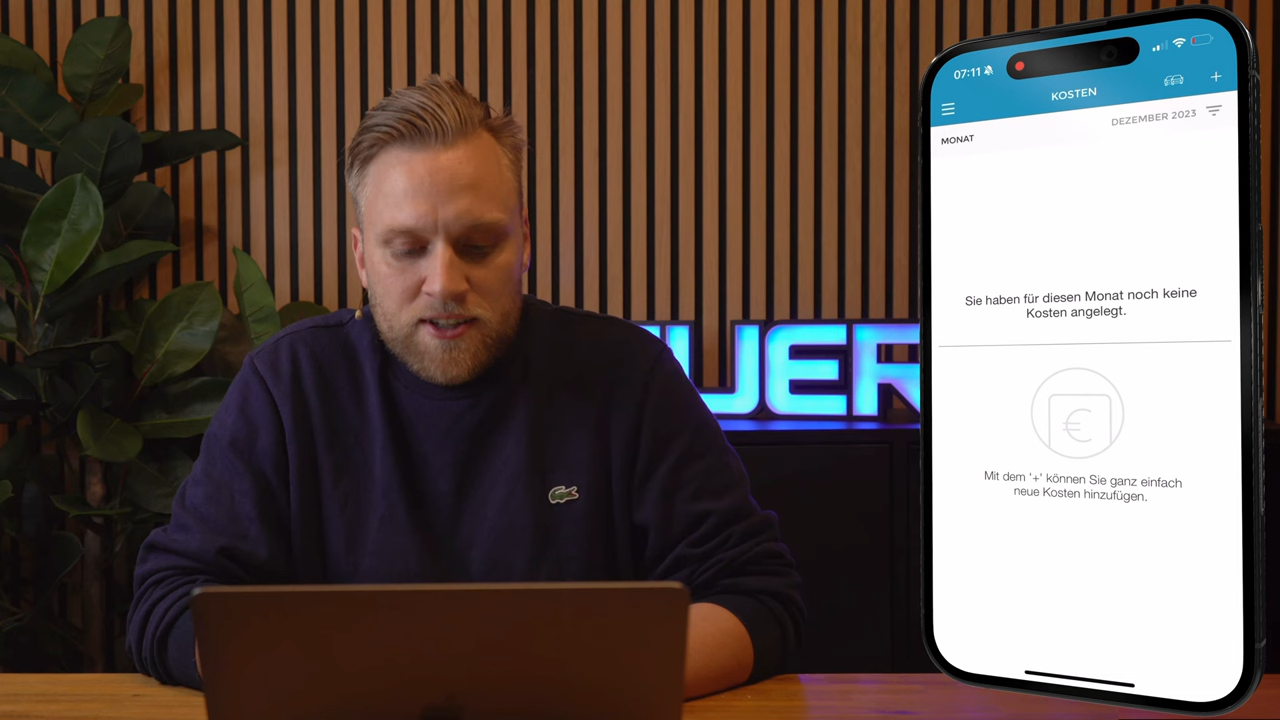 07:11
KOSTEN
DEZEMBER 2023
MONAT
Sie haben für diesen Monat noch keine
Kosten angelegt.
€
Mit dem '+' können Sie ganz einfach
neue Kosten hinzufügen.
UER